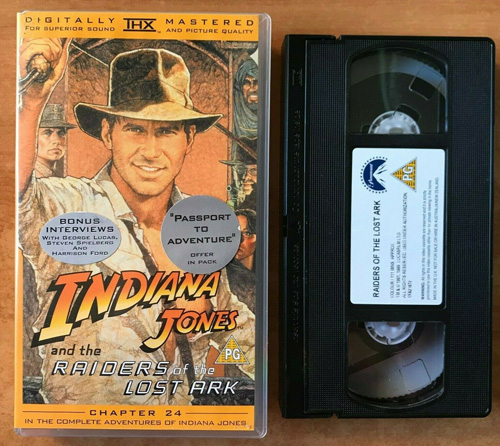 DIGITALLY THX MASTERED
FOR SUPERIOR SOUND AND PICTURE QUALITY
BONUS
INTERVIEWS
WITH GEORGE LUCAS,
STEVEN SPIELBERG
AND
HARRISON FORD
"PASSPORT
TO
ADVENTURE"
OFFER
IN PACK
INDIANA
JONES
and the
RAIDERS of the
LOST ARK
PG
CHAPTER 24
IN THE COMPLETE ADVENTURES OF INDIANA JONES
PG
RAIDERS OF THE LOST ARK